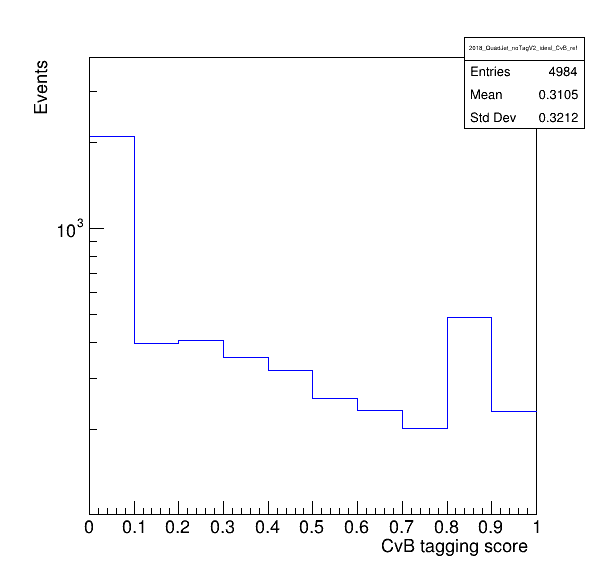 2018_QuadJet_noTagV2_ideal_CvB_ref
Entries 4984
Mean 0.3105
Std Dev 0.3212
Events
10³
0 0.1 0.2 0.3 0.4 0.5 0.6 0.7 0.8 0.9 1
CvB tagging score